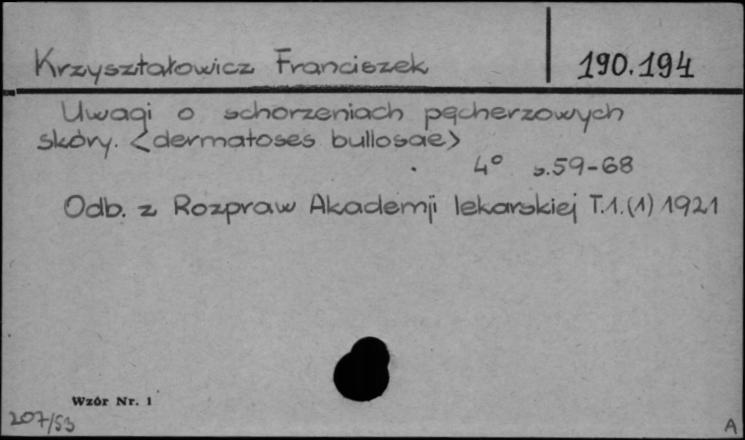 Krzyształowicz Franciszek 190.194
Uwagi o schorzeniach pęcherzowych
skóry. <dermatoses bullosae>
4° s.59-68
Odb. z Rozpraw Akademji lekarskiej T.1.(1) 1921
Wzór Nr. 1
207/53 A